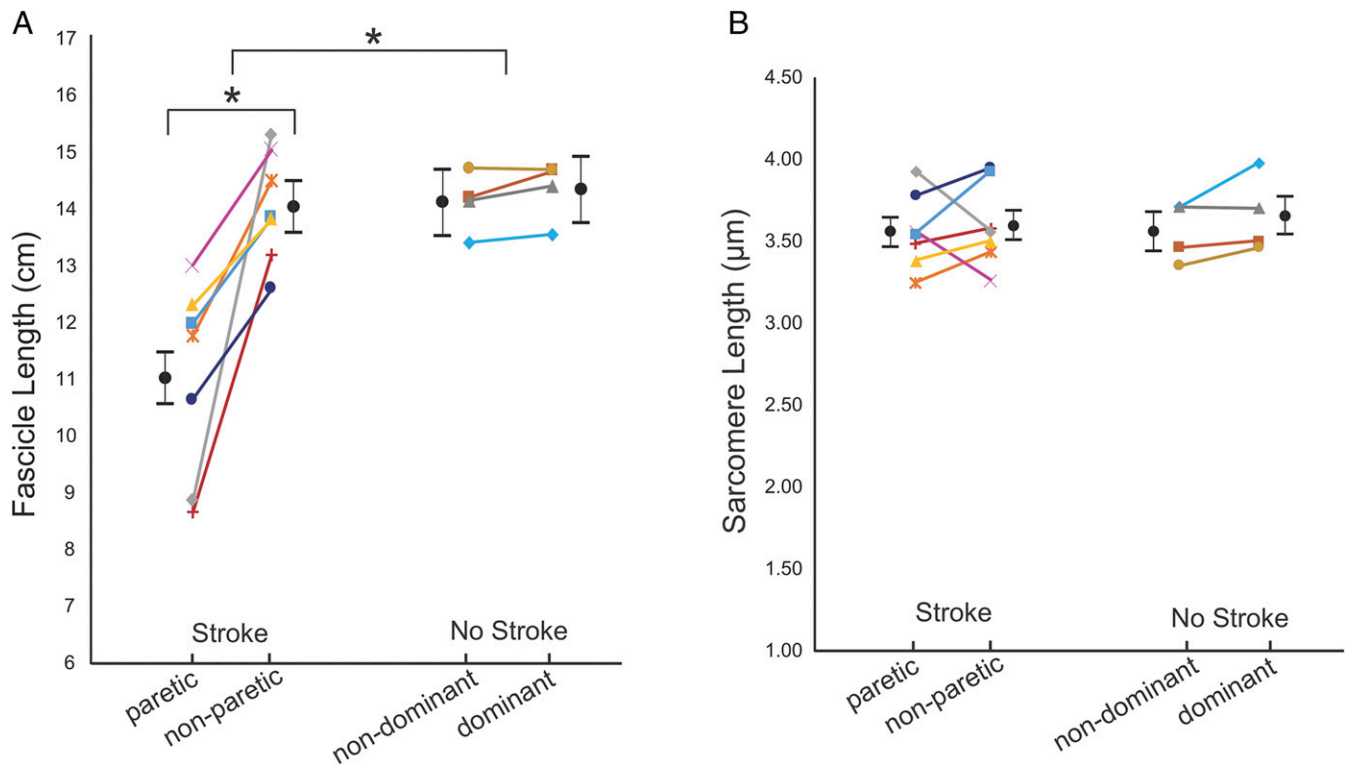 A
Fascicle Length (cm)
17
16
15
14
13
12
11
10
9
8
7
6
*
*
Stroke
No Stroke
paretic
non-paretic
non-dominant
dominant
B
Sarcomere Length (μm)
4.50
4.00
3.50
3.00
2.50
2.00
1.50
1.00
Stroke
No Stroke
paretic
non-paretic
non-dominant
dominant